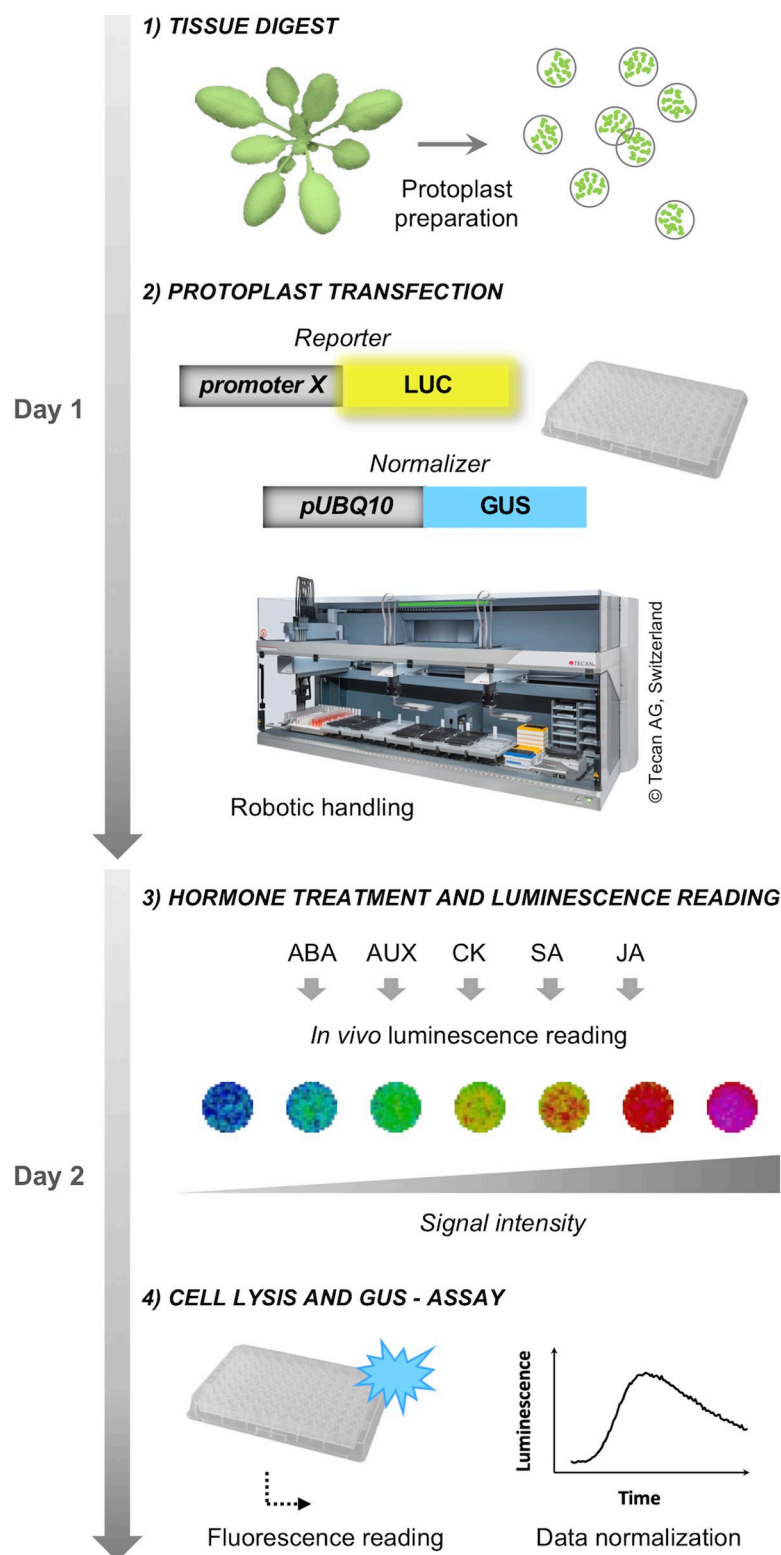 1) TISSUE DIGEST
Protoplast
preparation
2) PROTOPLAST TRANSFECTION
Reporter
promoter X
LUC
Day 1
Normalizer
pUBQ10
GUS
TECAN
© Tecan AG, Switzerland
Robotic handling
3) HORMONE TREATMENT AND LUMINESCENCE READING
ABA AUX CK SA JA
In vivo luminescence reading
Day 2
Signal intensity
4) CELL LYSIS AND GUS - ASSAY
Luminescence
Time
Fluorescence reading
Data normalization